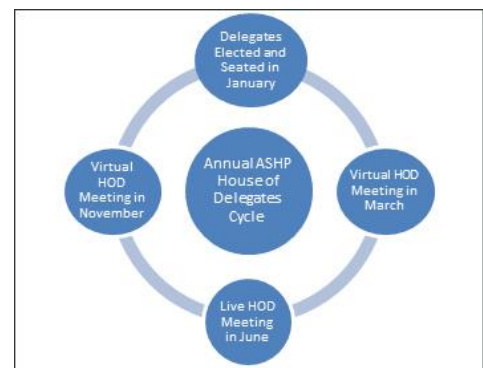 Delegates
Elected and
Seated in
January
Annual ASHP
House of
Delegates
Cycle
Virtual HOD
Meeting in
March
Live HOD
Meeting
in June
Virtual
HOD
Meeting in
November